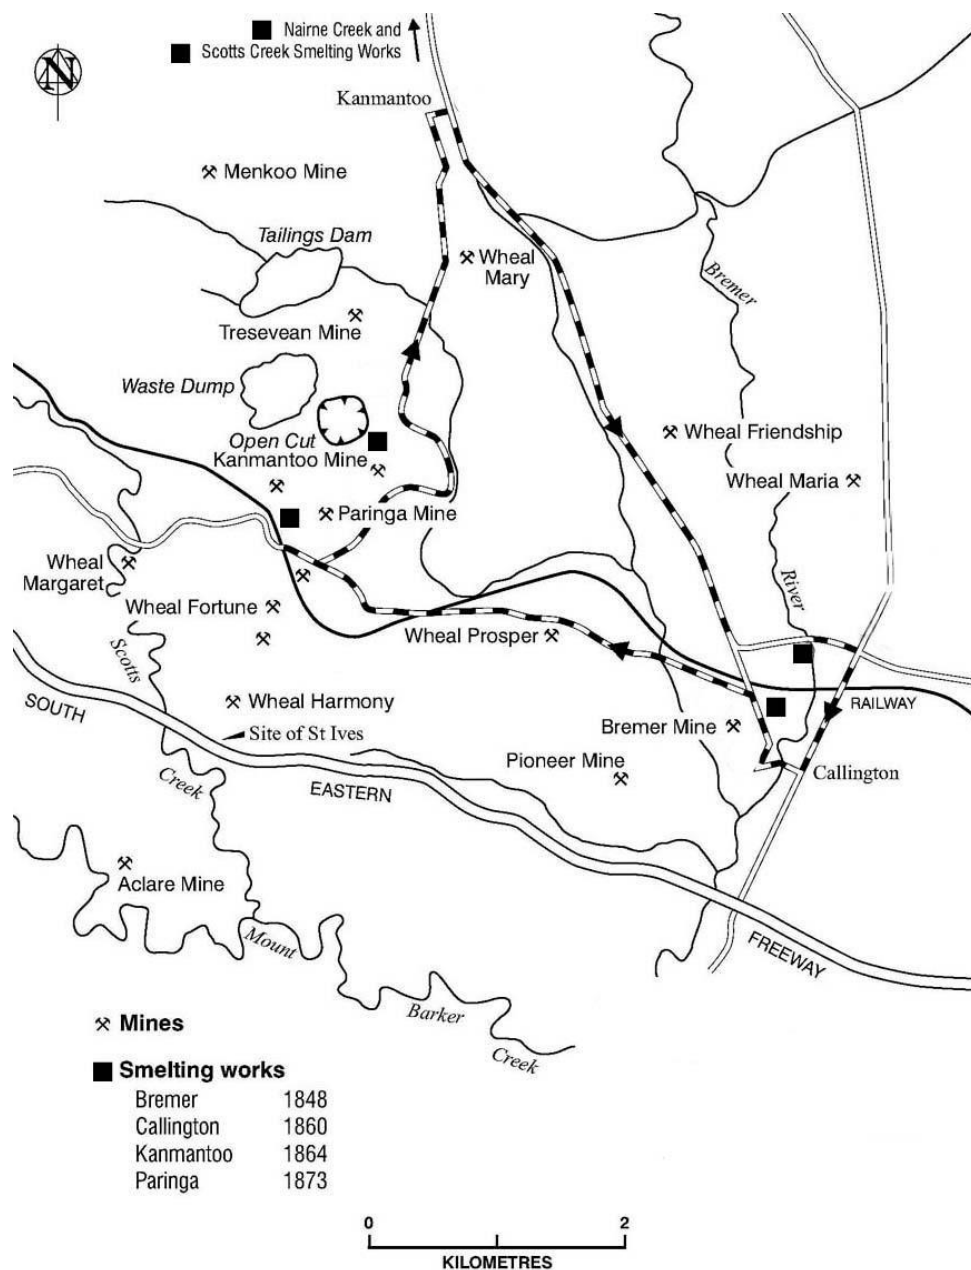 Nairne Creek and
Scotts Creek Smelting Works
N
Kanmantoo
Menkoo Mine
Tailings Dam
Wheal
Mary
Bremer
Tresevean Mine
Waste Dump
Open Cut
Kanmantoo Mine
Wheal Friendship
Wheal Maria
Paringa Mine
Wheal
Margaret
Wheal Fortune
River
Wheal Prosper
Scotts
SOUTH
Wheal Harmony
RAILWAY
Site of St Ives
Bremer Mine
Pioneer Mine
Callington
Creek
EASTERN
Aclare Mine
Mount
FREEWAY
Barker
Creek
Mines
Smelting works
Bremer 1848
Callington 1860
Kanmantoo 1864
Paringa 1873
0 2
KILOMETRES